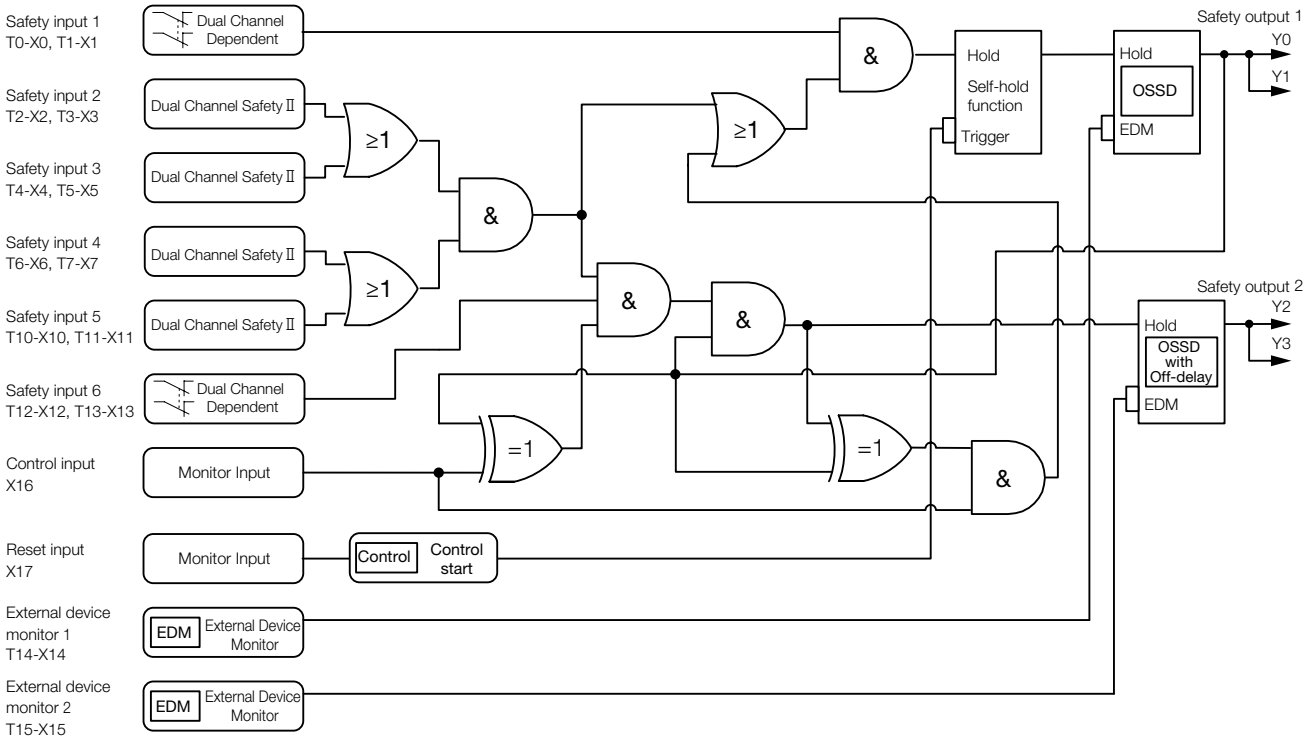 Safety input 1
T0-X0, T1-X1
Dual Channel
Dependent
Safety input 2
T2-X2, T3-X3
Dual Channel Safety Ⅱ
Safety input 3
T4-X4, T5-X5
Dual Channel Safety Ⅱ
≥1
Safety input 4
T6-X6, T7-X7
Dual Channel Safety Ⅱ
Safety input 5
T10-X10, T11-X11
Dual Channel Safety Ⅱ
≥1
&
Safety input 6
T12-X12, T13-X13
Dual Channel
Dependent
Control input
X16
Monitor Input
=1
&
&
=1
&
≥1
&
Reset input
X17
Monitor Input
Control
Control
start
External device
monitor 1
T14-X14
EDM
External Device
Monitor
External device
monitor 2
T15-X15
EDM
External Device
Monitor
Hold
Self-hold
function
Trigger
Safety output 1
Hold
OSSD
EDM
Y0
Y1
Safety output 2
Hold
OSSD
with
Off-delay
EDM
Y2
Y3